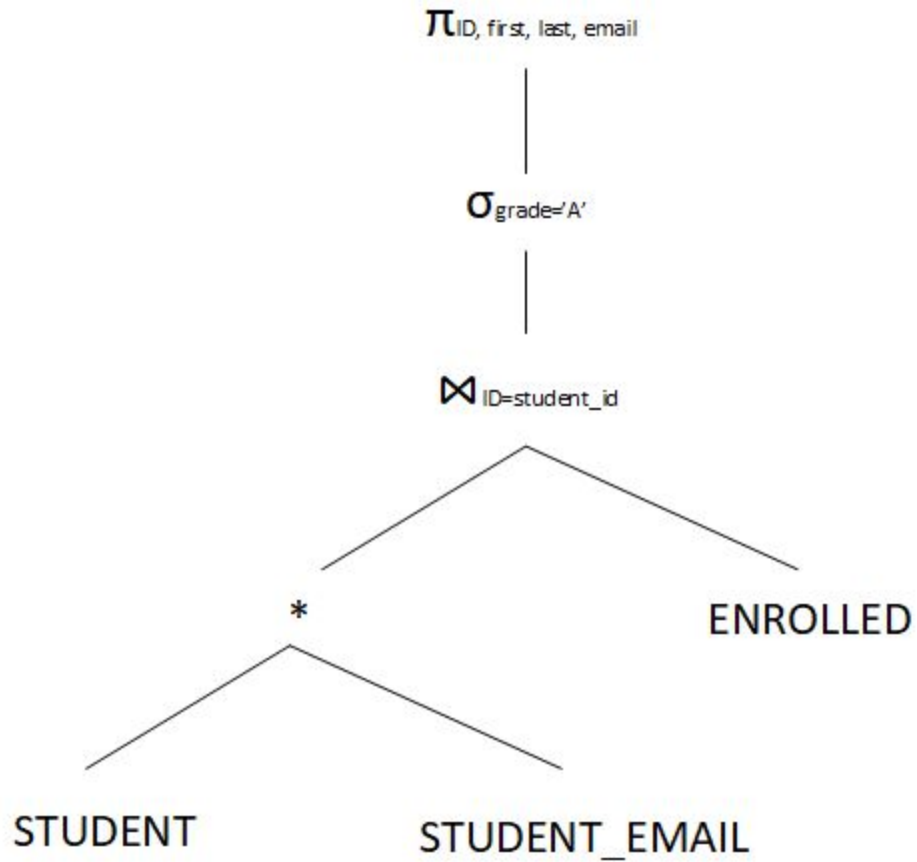 πID, first, last, email
σgrade='A'
⋈ ID=student_id
*
ENROLLED
STUDENT
STUDENT_EMAIL